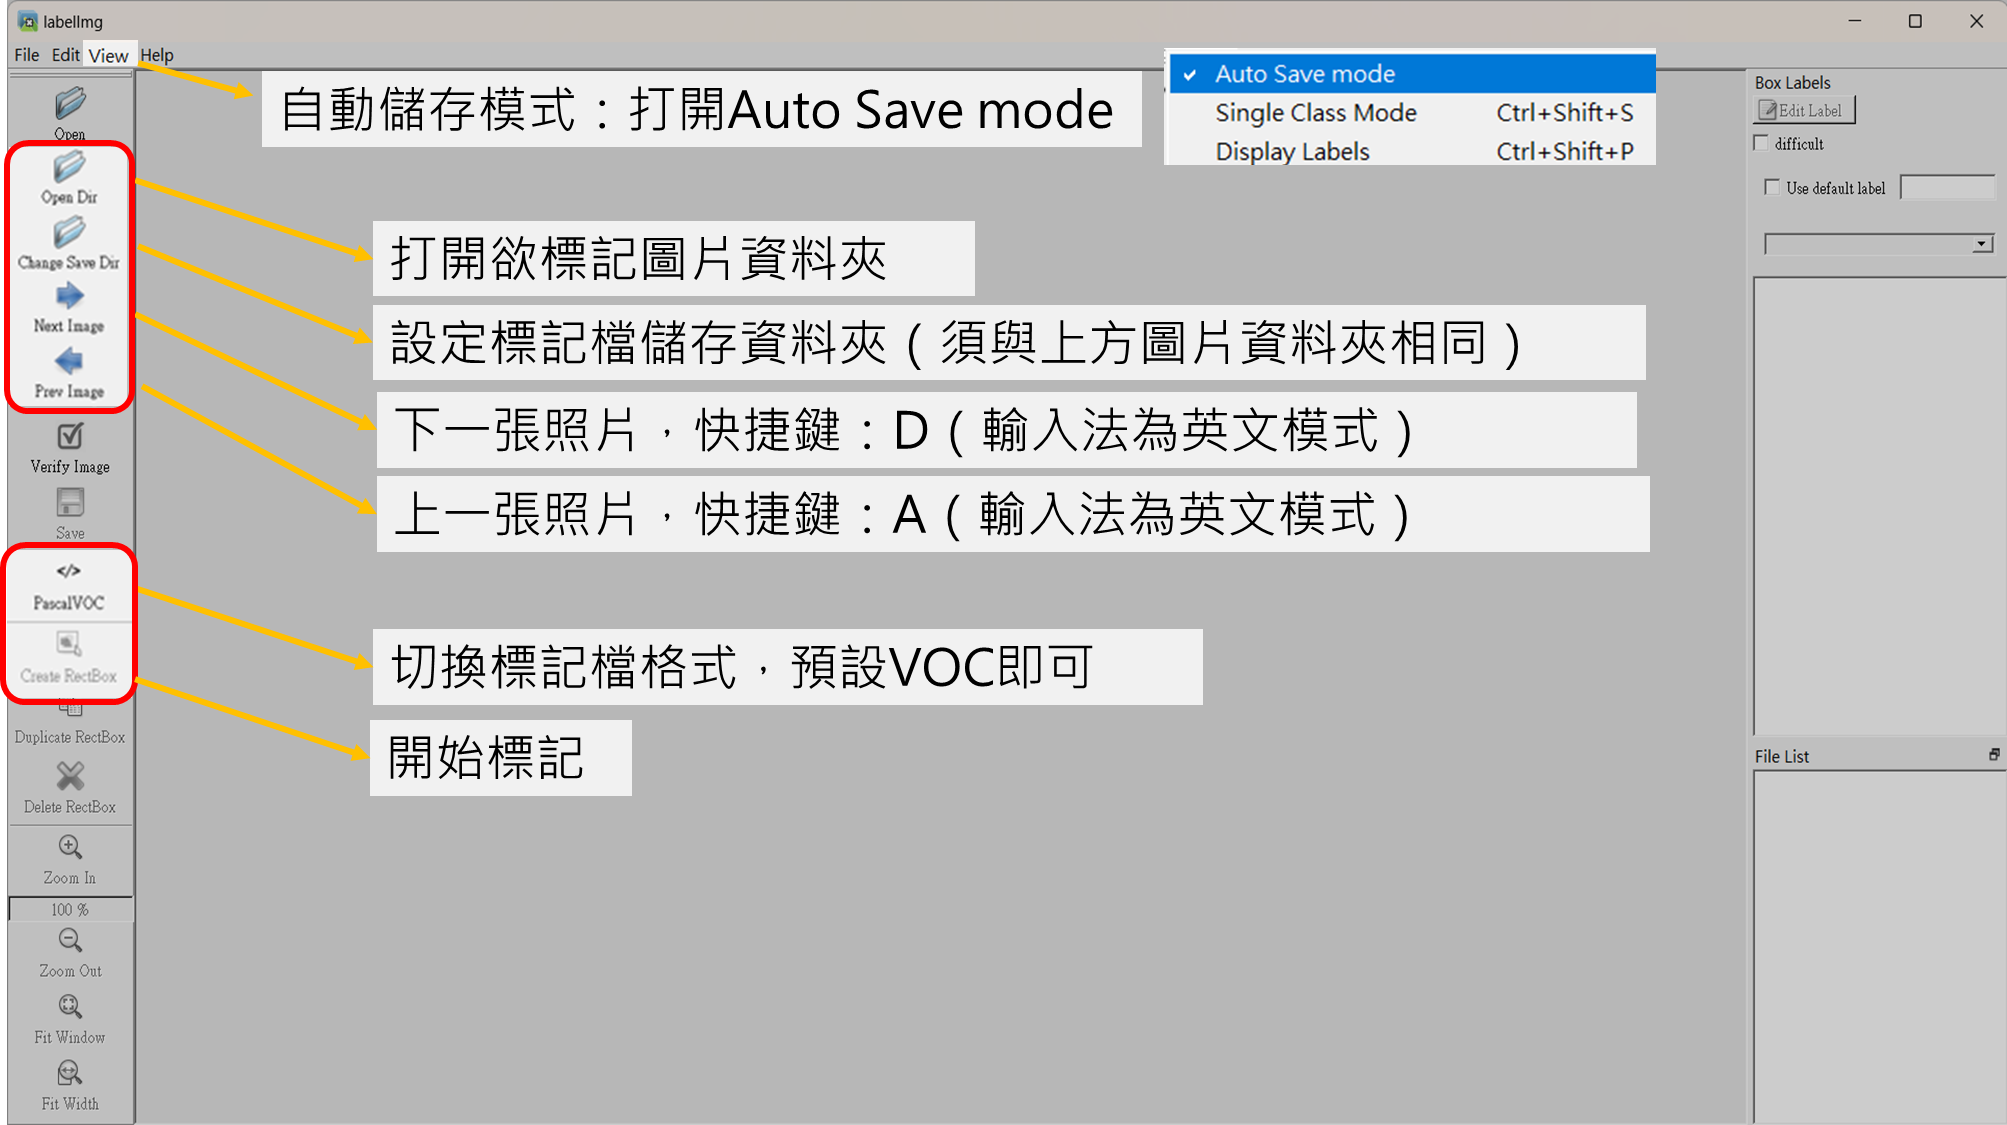 labelImg
File Edit View Help
自動儲存模式：打開Auto Save mode
✓ Auto Save mode
Single Class Mode Ctrl+Shift+S
Display Labels Ctrl+Shift+P
Open
Open Dir
Change Save Dir
Next Image
Prev Image
Verify Image
Save
</>
PascalVOC
Create RectBox
Duplicate RectBox
Delete RectBox
Zoom In
100 %
Zoom Out
Fit Window
Fit Width
打開欲標記圖片資料夾
設定標記檔儲存資料夾（須與上方圖片資料夾相同）
下一張照片，快捷鍵：D（輸入法為英文模式）
上一張照片，快捷鍵：A（輸入法為英文模式）
切換標記檔格式，預設VOC即可
開始標記
Box Labels
Edit Label
difficult
Use default label
File List